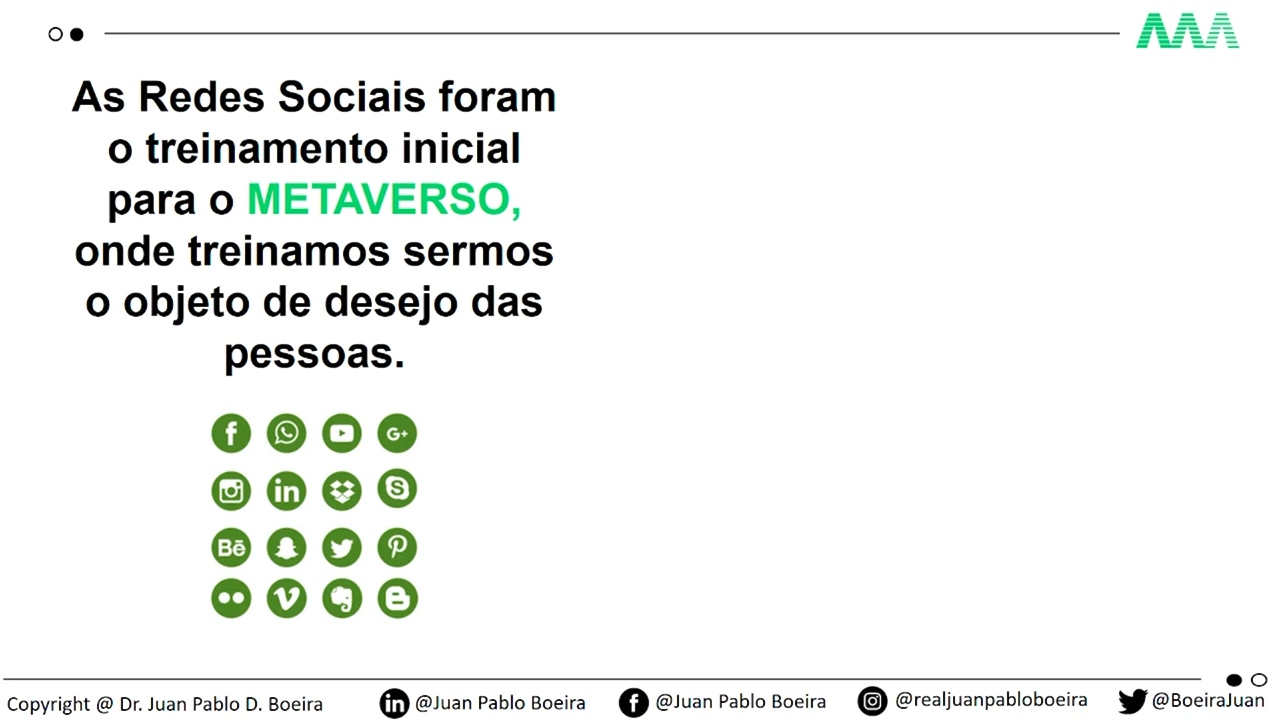 As Redes Sociais foram
o treinamento inicial
para o METAVERSO,
onde treinamos sermos
o objeto de desejo das
pessoas.
Copyright @ Dr. Juan Pablo D. Boeira @Juan Pablo Boeira @Juan Pablo Boeira @realjuanpabloboeira @BoeiraJuan